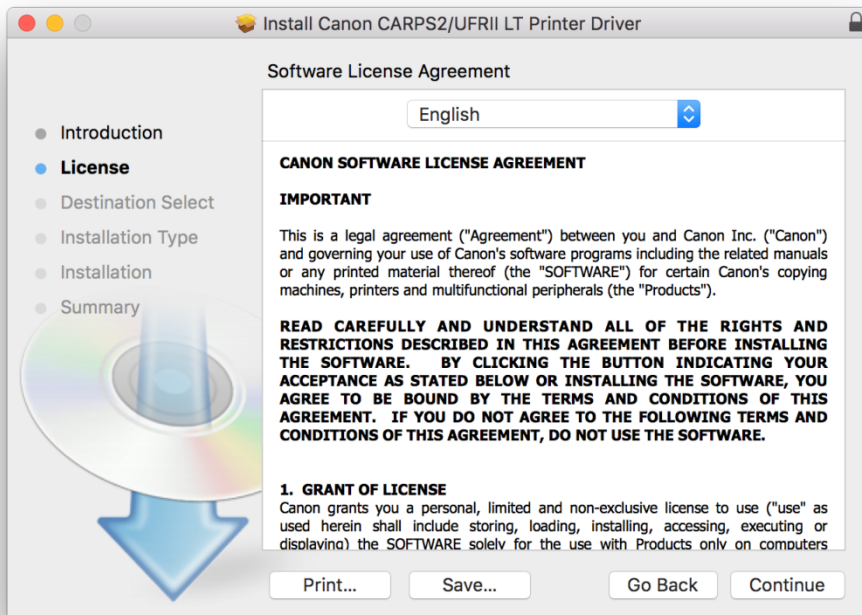 Install Canon CARPS2/UFRII LT Printer Driver
Software License Agreement
Introduction
License
Destination Select
Installation Type
Installation
Summary
English
CANON SOFTWARE LICENSE AGREEMENT
IMPORTANT
This is a legal agreement ("Agreement") between you and Canon Inc. ("Canon")
and governing your use of Canon's software programs including the related manuals
or any printed material thereof (the "SOFTWARE") for certain Canon's copying
machines, printers and multifunctional peripherals (the "Products").
READ CAREFULLY AND UNDERSTAND ALL OF THE RIGHTS AND
RESTRICTIONS DESCRIBED IN THIS AGREEMENT BEFORE INSTALLING
THE SOFTWARE. BY CLICKING THE BUTTON INDICATING YOUR
ACCEPTANCE AS STATED BELOW OR INSTALLING THE SOFTWARE, YOU
AGREE TO BE BOUND BY THE TERMS AND CONDITIONS OF THIS
AGREEMENT. IF YOU DO NOT AGREE TO THE FOLLOWING TERMS AND
CONDITIONS OF THIS AGREEMENT, DO NOT USE THE SOFTWARE.
1. GRANT OF LICENSE
Canon grants you a personal, limited and non-exclusive license to use ("use" as
used herein shall include storing, loading, installing, accessing, executing or
displaying) the SOFTWARE solely for the use with Products only on computers
Print...
Save...
Go Back
Continue